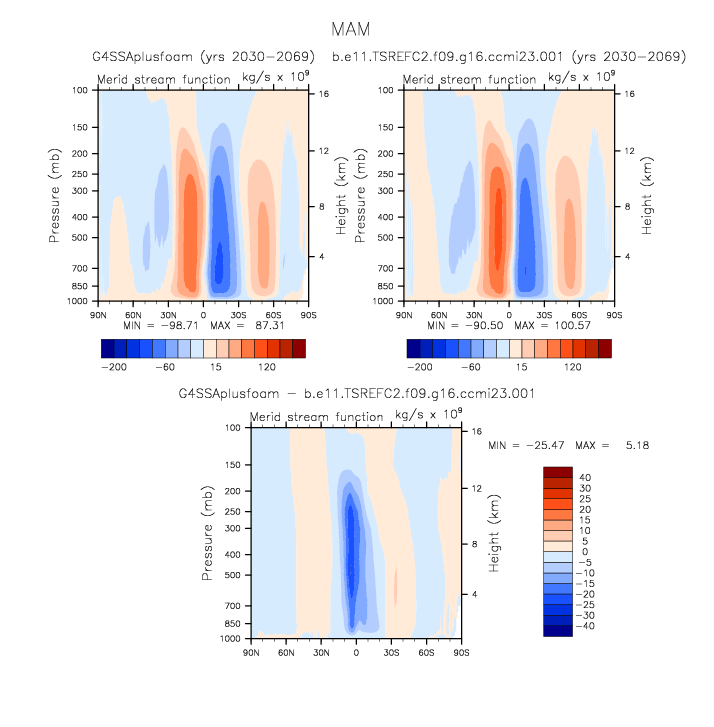 MAM
G4SSAplusfoam (yrs 2030-2069)
Merid stream function kg/s x 10⁹
100
150
200
250
300
400
500
700
850
1000
Pressure (mb)
16
12
8
4
Height (km)
90N 60N 30N 0 30S 60S 90S
MIN = -98.71 MAX = 87.31
-200 -60 15 120
b.e11.TSREFC2.f09.g16.ccmi23.001 (yrs 2030-2069)
Merid stream function kg/s x 10⁹
100
150
200
250
300
400
500
700
850
1000
Pressure (mb)
16
12
8
4
Height (km)
90N 60N 30N 0 30S 60S 90S
MIN = -90.50 MAX = 100.57
-200 -60 15 120
G4SSAplusfoam - b.e11.TSREFC2.f09.g16.ccmi23.001
Merid stream function kg/s x 10⁹
100
150
200
250
300
400
500
700
850
1000
Pressure (mb)
16
12
8
4
Height (km)
90N 60N 30N 0 30S 60S 90S
MIN = -25.47 MAX = 5.18
40
30
20
15
10
5
0
-5
-10
-15
-20
-25
-30
-40